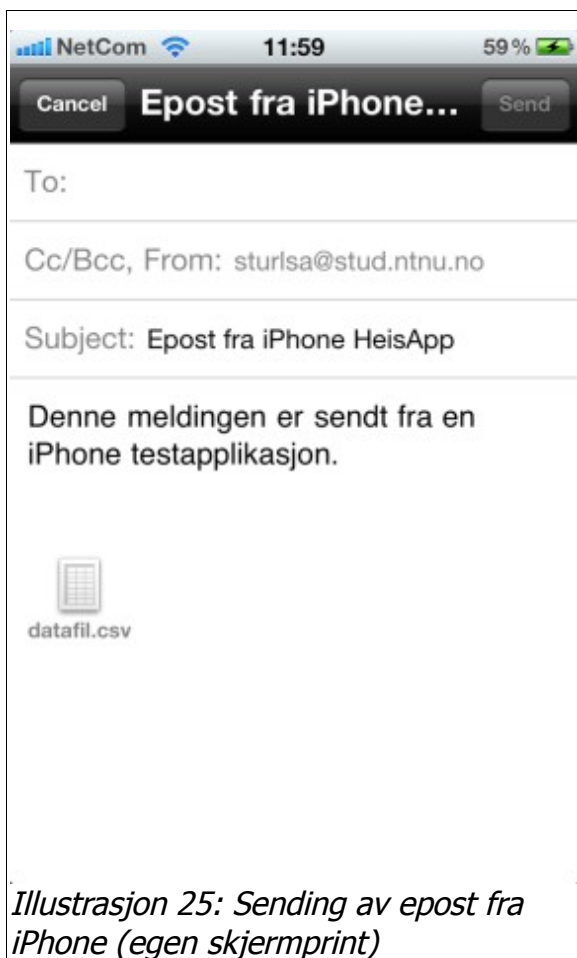 NetCom 11:59 59%
Cancel Epost fra iPhone... Send
To:
Cc/Bcc, From: sturlsa@stud.ntnu.no
Subject: Epost fra iPhone HeisApp
Denne meldingen er sendt fra en
iPhone testapplikasjon.
datafil.csv
Illustrasjon 25: Sending av epost fra
iPhone (egen skjermprint)